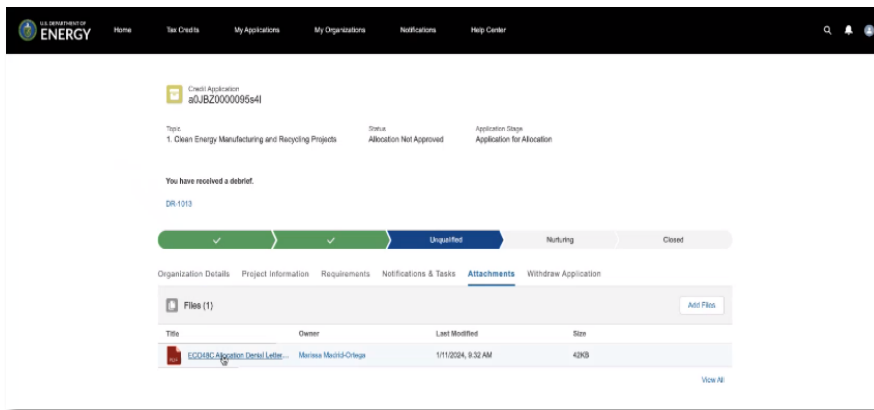 U.S. DEPARTMENT OF
ENERGY
Home Tax Credits My Applications My Organizations Notifications Help Center
Credit Application
a0JBZ0000095s4I
Topic Status Application Stage
1. Clean Energy Manufacturing and Recycling Projects Allocation Not Approved Application for Allocation
You have received a debrief.
DR-1013
Unqualified Nurturing Closed
Organization Details Project Information Requirements Notifications & Tasks Attachments Withdraw Application
Files (1) Add Files
Title Owner Last Modified Size
ECD48C Allocation Denial Letter... Marissa Madrid-Ortega 1/11/2024, 9:32 AM 42KB
View All